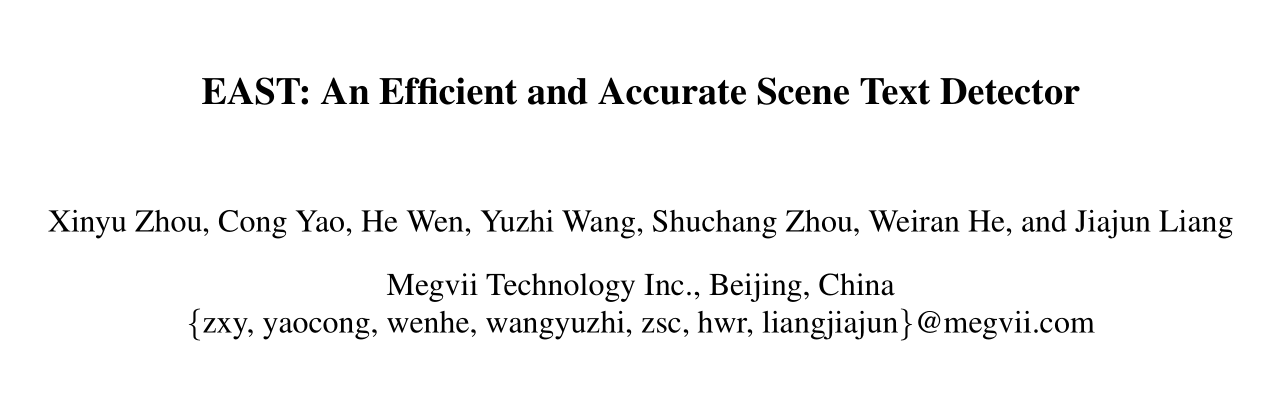 EAST: An Efficient and Accurate Scene Text Detector
Xinyu Zhou, Cong Yao, He Wen, Yuzhi Wang, Shuchang Zhou, Weiran He, and Jiajun Liang
Megvii Technology Inc., Beijing, China
{zxy, yaocong, wenhe, wangyuzhi, zsc, hwr, liangjiajun}@megvii.com